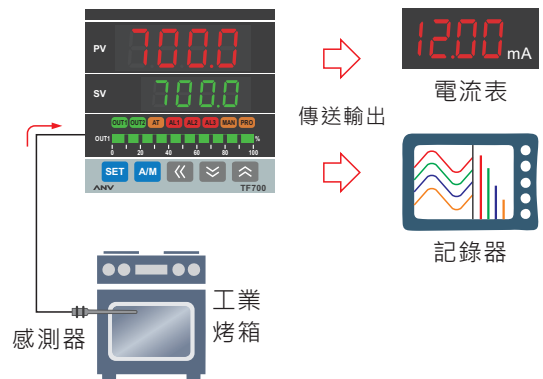 PV 700.0
SV 700.0
OUT1 OUT2 AT AL1 AL2 AL3 MAN PRO
OUT1 %
0 20 40 60 80 100
SET A/M
ANV TF700
傳送輸出
12.00 mA
電流表
記錄器
感測器
工業
烤箱